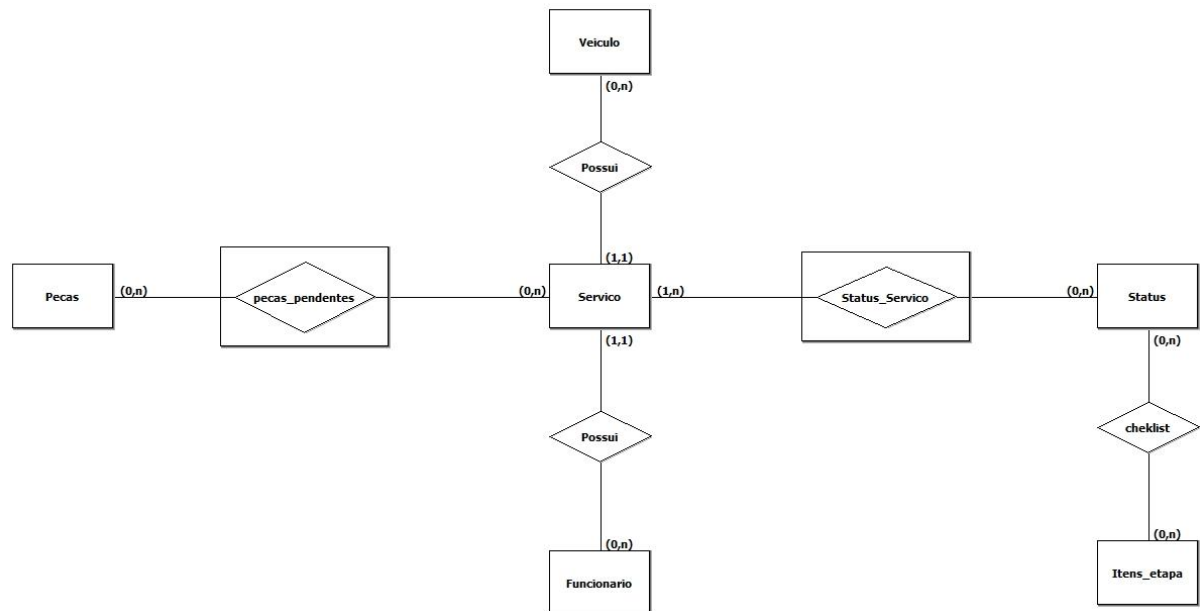 Veiculo
(0,n)
Possui
(1,1)
Pecas
(0,n)
pecas_pendentes
(0,n)
Servico
(1,n)
Status_Servico
(0,n)
Status
(1,1)
(0,n)
Possui
cheklist
(0,n)
(0,n)
Funcionario
Itens_etapa